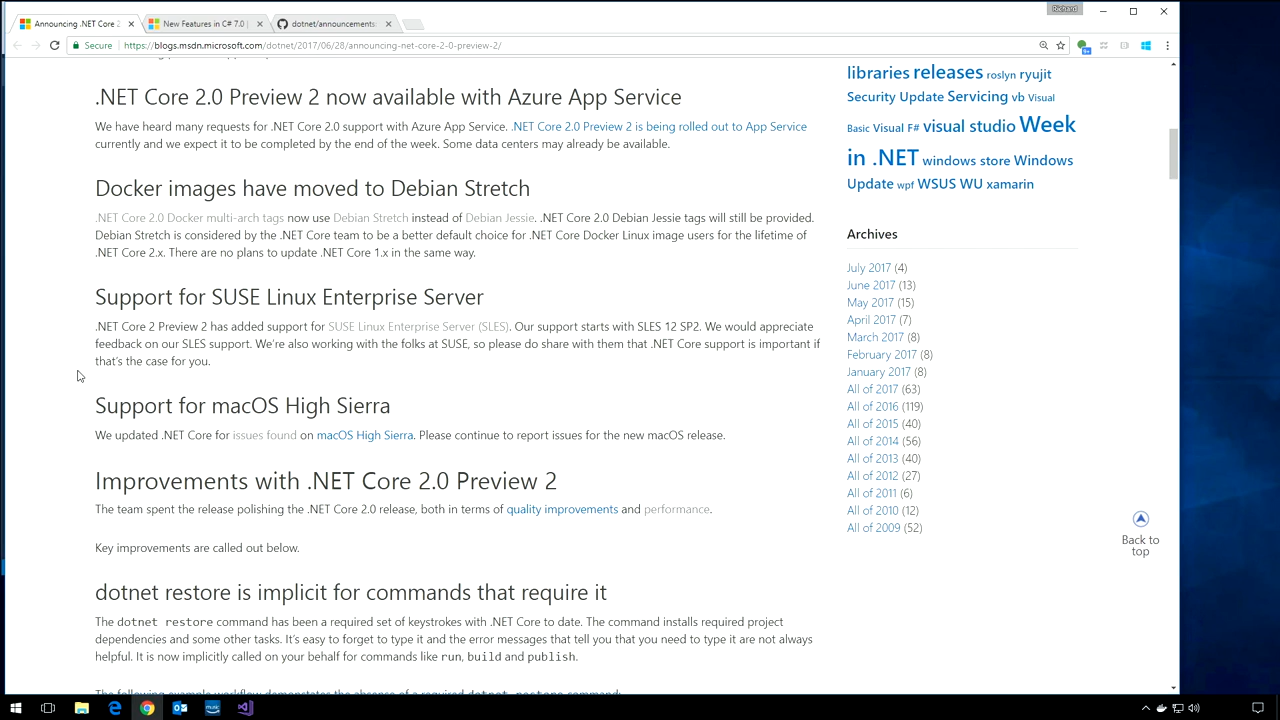 Richard
Announcing .NET Core 2
New Features in C# 7.0 |
dotnet/announcements:
Secure
https://blogs.msdn.microsoft.com/dotnet/2017/06/28/announcing-net-core-2-0-preview-2/
.NET Core 2.0 Preview 2 now available with Azure App Service
We have heard many requests for .NET Core 2.0 support with Azure App Service. .NET Core 2.0 Preview 2 is being rolled out to App Service
currently and we expect it to be completed by the end of the week. Some data centers may already be available.
Docker images have moved to Debian Stretch
.NET Core 2.0 Docker multi-arch tags now use Debian Stretch instead of Debian Jessie. .NET Core 2.0 Debian Jessie tags will still be provided.
Debian Stretch is considered by the .NET Core team to be a better default choice for .NET Core Docker Linux image users for the lifetime of
.NET Core 2.x. There are no plans to update .NET Core 1.x in the same way.
Support for SUSE Linux Enterprise Server
.NET Core 2 Preview 2 has added support for SUSE Linux Enterprise Server (SLES). Our support starts with SLES 12 SP2. We would appreciate
feedback on our SLES support. We're also working with the folks at SUSE, so please do share with them that .NET Core support is important if
that's the case for you.
Support for macOS High Sierra
We updated .NET Core for issues found on macOS High Sierra. Please continue to report issues for the new macOS release.
Improvements with .NET Core 2.0 Preview 2
The team spent the release polishing the .NET Core 2.0 release, both in terms of quality improvements and performance.
Key improvements are called out below.
dotnet restore is implicit for commands that require it
The dotnet restore command has been a required set of keystrokes with .NET Core to date. The command installs required project
dependencies and some other tasks. It's easy to forget to type it and the error messages that tell you that you need to type it are not always
helpful. It is now implicitly called on your behalf for commands like run, build and publish.
The following example workflow demonstrates the absence of a required dotnet restore command:
libraries releases roslyn ryujit
Security Update Servicing vb Visual
Basic Visual F# visual studio Week
in .NET windows store Windows
Update wpf WSUS WU xamarin
Archives
July 2017 (4)
June 2017 (13)
May 2017 (15)
April 2017 (7)
March 2017 (8)
February 2017 (8)
January 2017 (8)
All of 2017 (63)
All of 2016 (119)
All of 2015 (40)
All of 2014 (56)
All of 2013 (40)
All of 2012 (27)
All of 2011 (6)
All of 2010 (12)
All of 2009 (52)
Back to
top
music